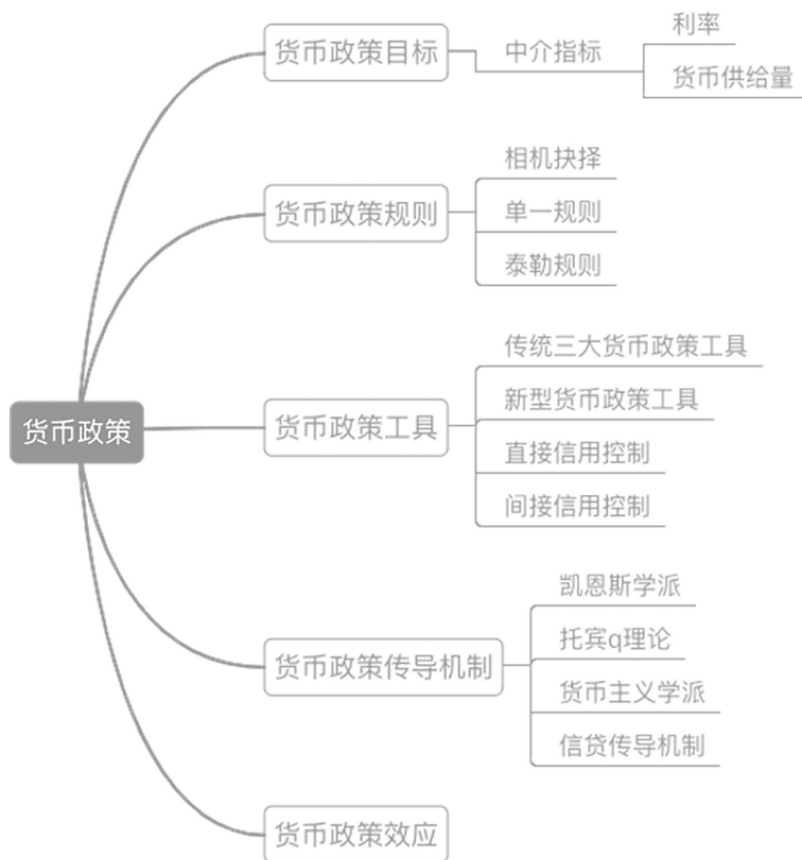 货币政策
货币政策目标
中介指标
利率
货币供给量
货币政策规则
相机抉择
单一规则
泰勒规则
货币政策工具
传统三大货币政策工具
新型货币政策工具
直接信用控制
间接信用控制
货币政策传导机制
凯恩斯学派
托宾q理论
货币主义学派
信贷传导机制
货币政策效应